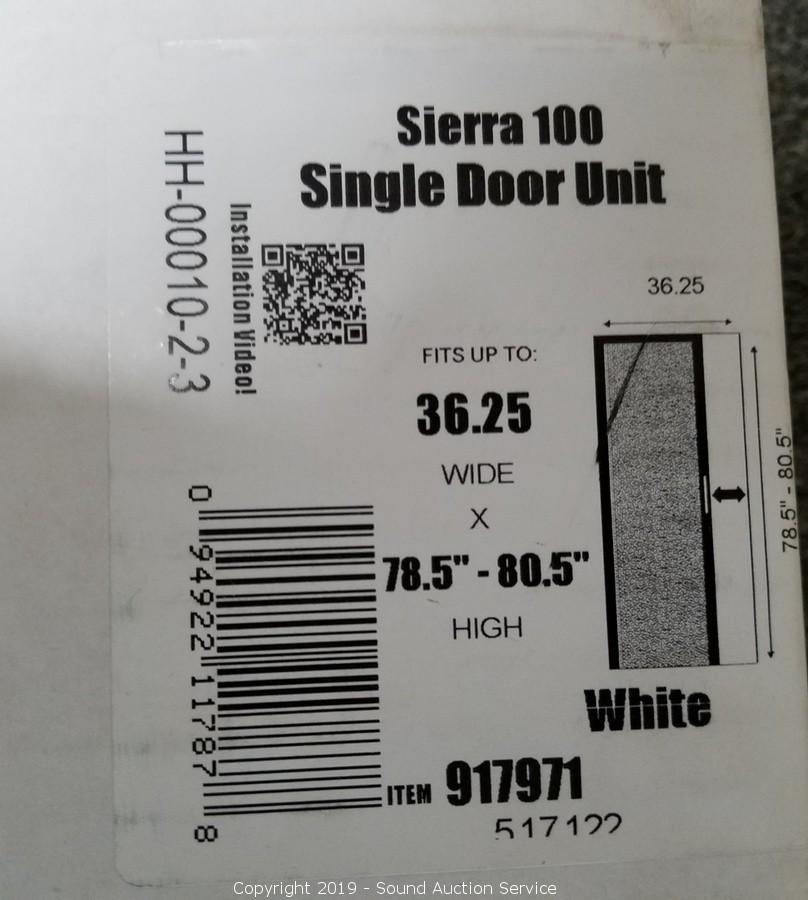 Sierra 100
Single Door Unit
HH-00010-2-3
Installation Video!
36.25
FITS UP TO:
36.25
WIDE
X
78.5" - 80.5"
HIGH
78.5" - 80.5"
White
0 94922 11787 8
ITEM 917971
517122
Copyright 2019 - Sound Auction Service